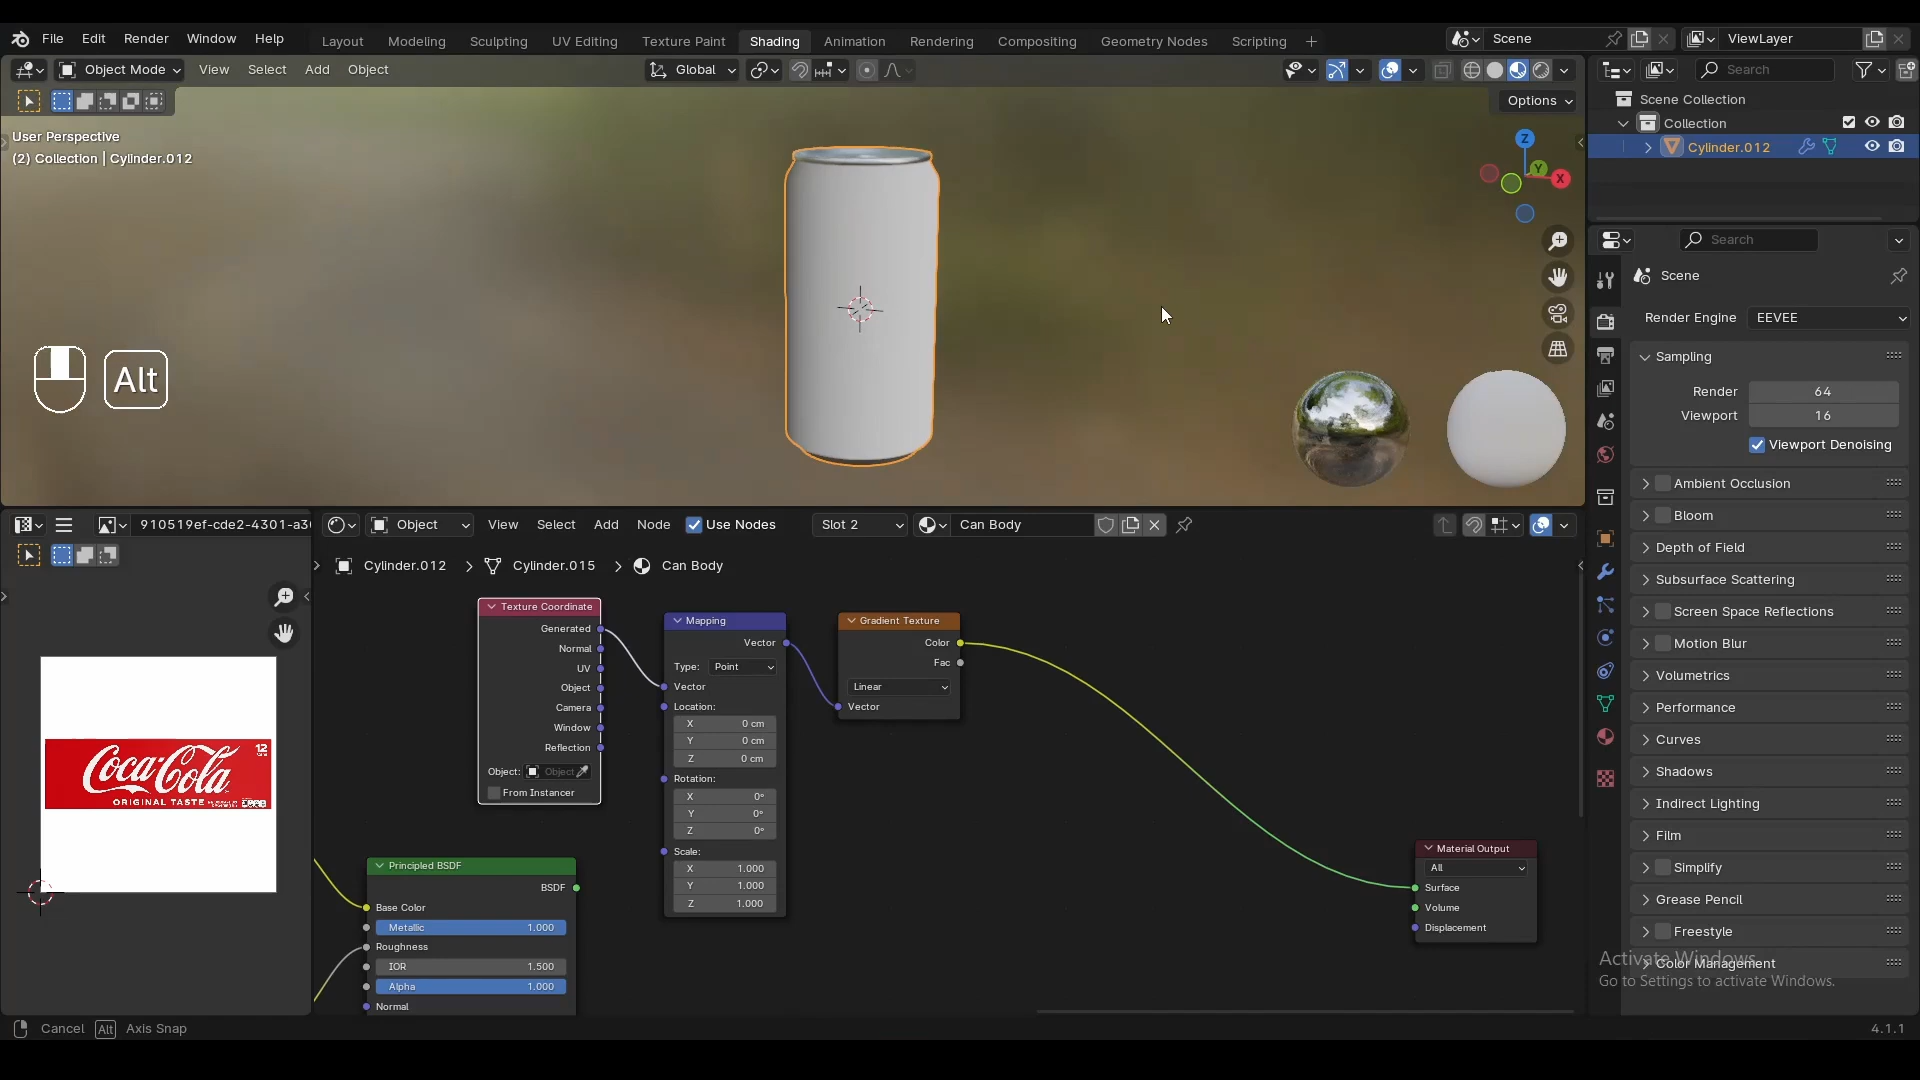 File Edit Render Window Help
Layout Modeling Sculpting UV Editing Texture Paint Shading Animation Rendering Compositing Geometry Nodes Scripting +
Scene
ViewLayer
Object Mode View Select Add Object
Global
Search
Options
User Perspective
(2) Collection | Cylinder.012
Scene Collection
Collection
Cylinder.012
Z
Y
X
Search
Scene
Render Engine EEVEE
Sampling
Render 64
Viewport 16
Viewport Denoising
Ambient Occlusion
Bloom
Depth of Field
Subsurface Scattering
Screen Space Reflections
Motion Blur
Volumetrics
Performance
Curves
Shadows
Indirect Lighting
Film
Simplify
Grease Pencil
Freestyle
Color Management
Activate Windows
Go to Settings to activate Windows.
Alt
910519ef-cde2-4301-a3
Coca-Cola
12
ORIGINAL TASTE
Object View Select Add Node Use Nodes Slot 2 Can Body
Cylinder.012 > Cylinder.015 > Can Body
Texture Coordinate
Generated
Normal
UV
Object
Camera
Window
Reflection
Object: Object
From Instancer
Mapping
Vector
Type: Point
Vector
Location:
X 0 cm
Y 0 cm
Z 0 cm
Rotation:
X 0°
Y 0°
Z 0°
Scale:
X 1.000
Y 1.000
Z 1.000
Gradient Texture
Color
Fac
Linear
Vector
Principled BSDF
BSDF
Base Color
Metallic 1.000
Roughness
IOR 1.500
Alpha 1.000
Normal
Material Output
All
Surface
Volume
Displacement
Cancel Alt Axis Snap
4.1.1